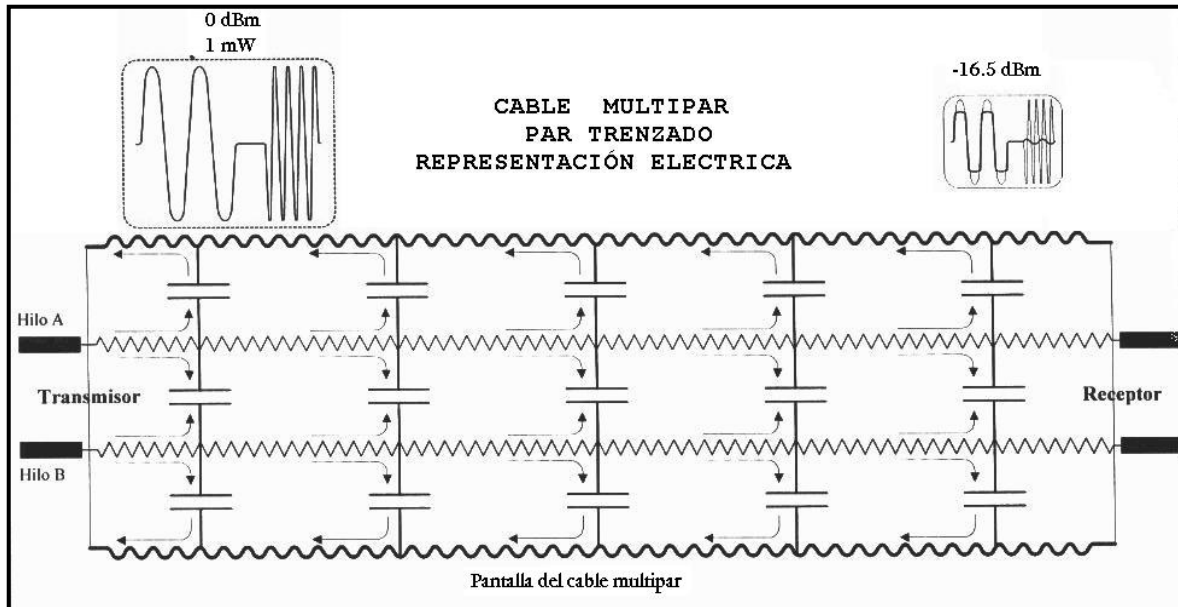 0 dBm
1 mW
-16.5 dBm
CABLE MULTIPAR
PAR TRENZADO
REPRESENTACIÓN ELECTRICA
Hilo A
Transmisor
Receptor
Hilo B
Pantalla del cable multipar